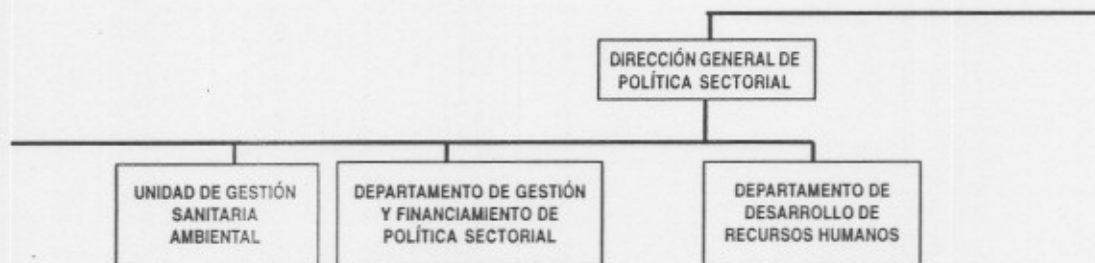 DIRECCIÓN GENERAL DE
POLÍTICA SECTORIAL
UNIDAD DE GESTIÓN
SANITARIA
AMBIENTAL
DEPARTAMENTO DE GESTIÓN
Y FINANCIAMIENTO DE
POLÍTICA SECTORIAL
DEPARTAMENTO DE
DESARROLLO DE
RECURSOS HUMANOS